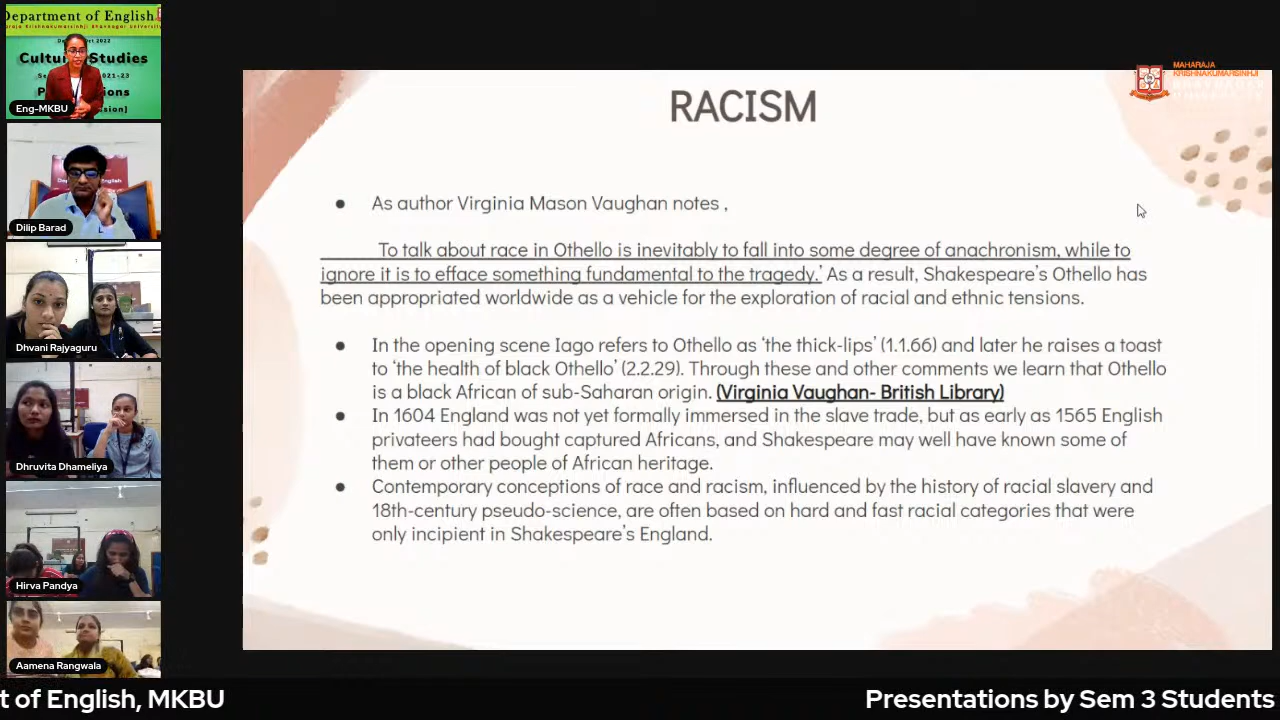 Department of English
Cultural Studies
Eng-MKBU
Dilip Barad
Dhvani Rajyaguru
Dhruvita Dhameliya
Hirva Pandya
Aamena Rangwala
MAHARAJA
KRISHNAKUMARSINHJI
RACISM
● As author Virginia Mason Vaughan notes ,
To talk about race in Othello is inevitably to fall into some degree of anachronism, while to
ignore it is to efface something fundamental to the tragedy.' As a result, Shakespeare's Othello has
been appropriated worldwide as a vehicle for the exploration of racial and ethnic tensions.
● In the opening scene Iago refers to Othello as ‘the thick-lips’ (1.1.66) and later he raises a toast
to ‘the health of black Othello’ (2.2.29). Through these and other comments we learn that Othello
is a black African of sub-Saharan origin. (Virginia Vaughan- British Library)
● In 1604 England was not yet formally immersed in the slave trade, but as early as 1565 English
privateers had bought captured Africans, and Shakespeare may well have known some of
them or other people of African heritage.
● Contemporary conceptions of race and racism, influenced by the history of racial slavery and
18th-century pseudo-science, are often based on hard and fast racial categories that were
only incipient in Shakespeare's England.
t of English, MKBU
Presentations by Sem 3 Students